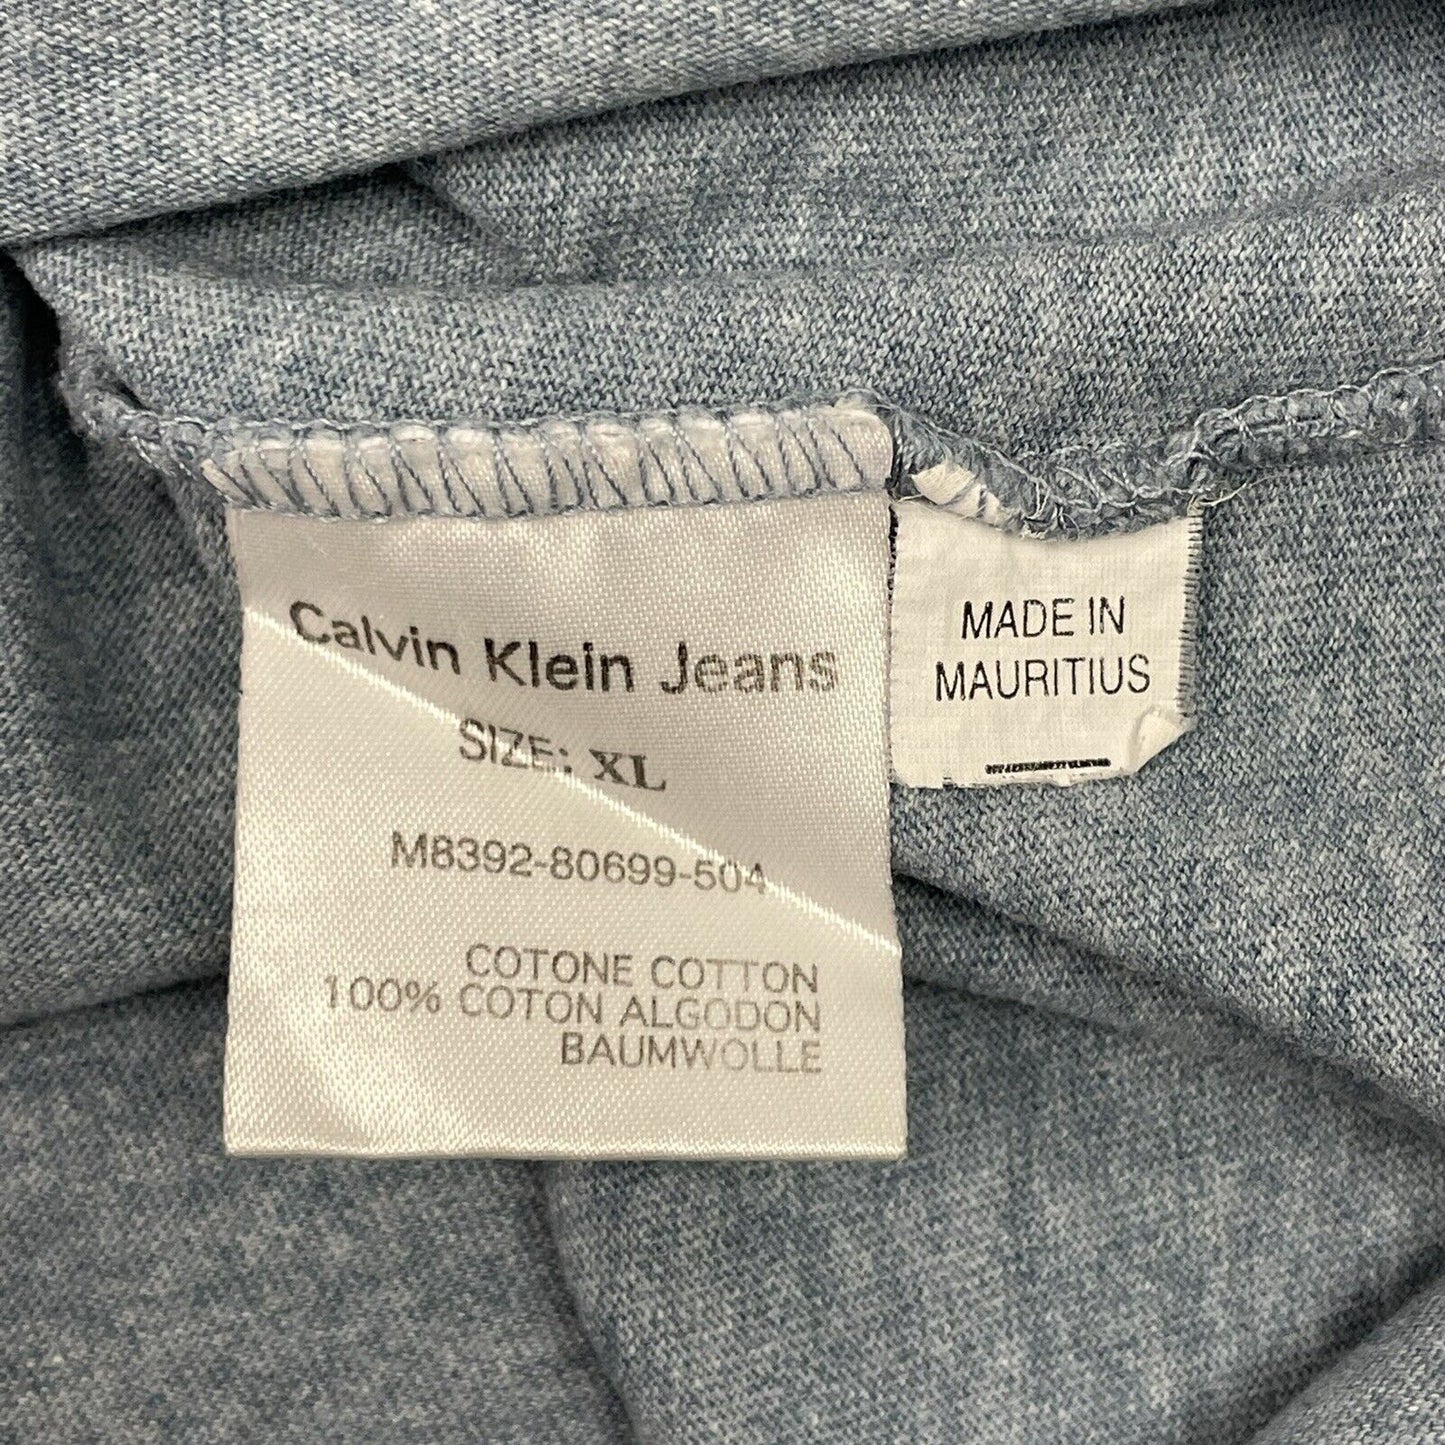 Calvin Klein Jeans
SIZE: XL
M8392-80699-504
COTONE COTTON
100% COTON ALGODON
BAUMWOLLE
MADE IN
MAURITIUS